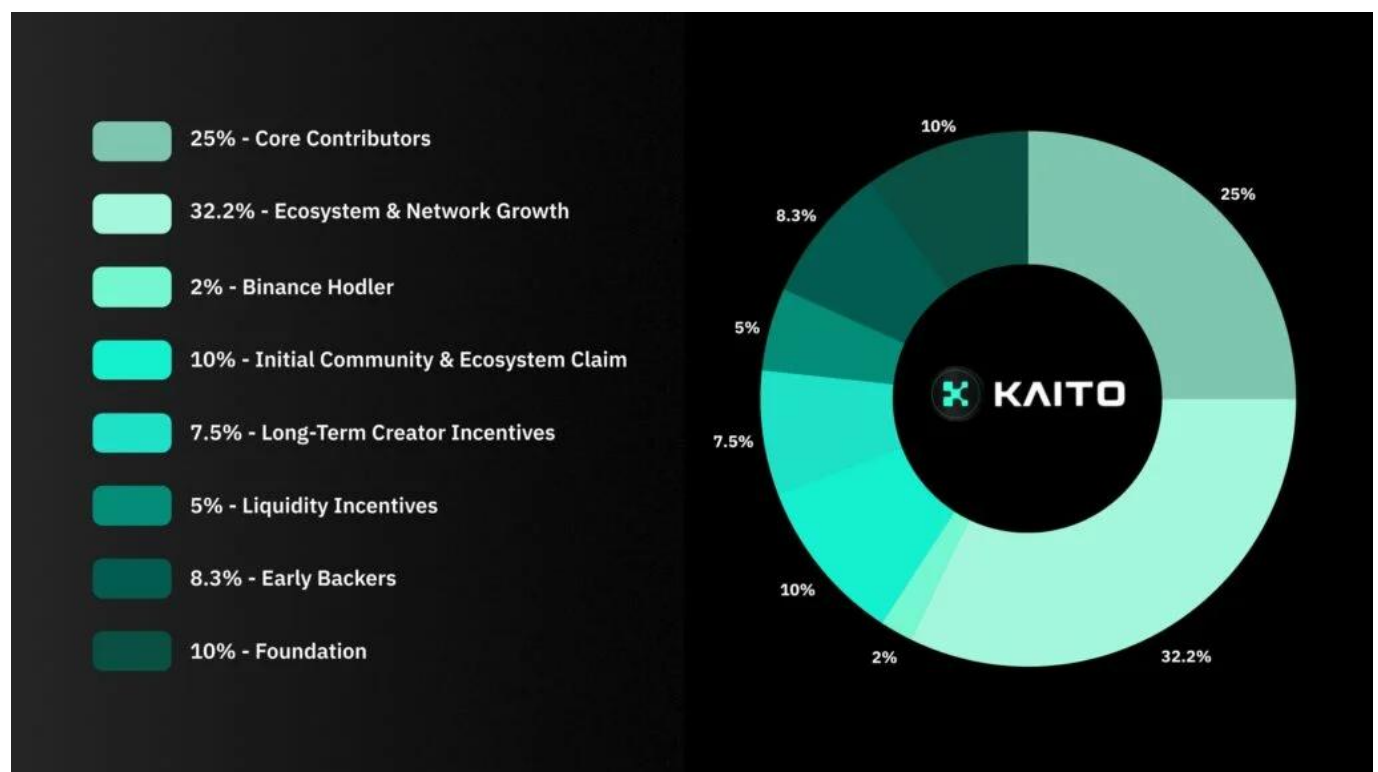 25% - Core Contributors
32.2% - Ecosystem & Network Growth
2% - Binance Hodler
10% - Initial Community & Ecosystem Claim
7.5% - Long-Term Creator Incentives
5% - Liquidity Incentives
8.3% - Early Backers
10% - Foundation
10%
25%
8.3%
5%
KAITO
7.5%
10%
2%
32.2%